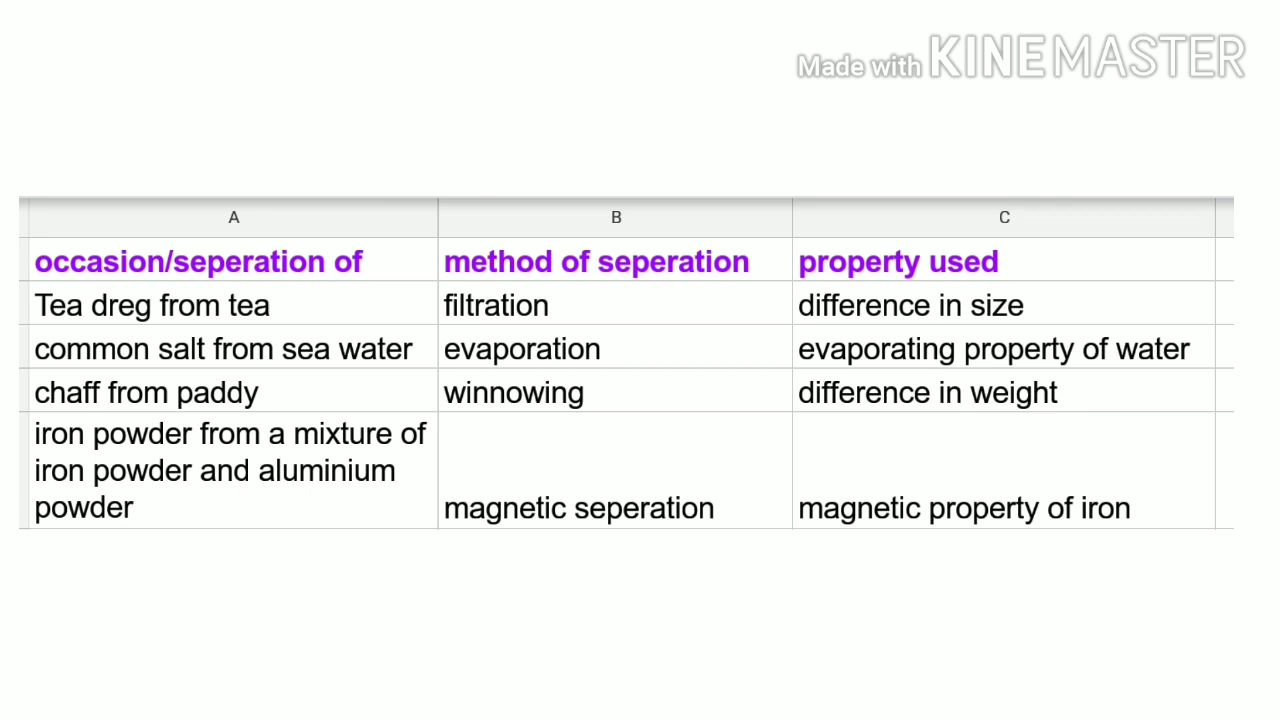 Made with KINEMASTER
A B C
occasion/seperation of method of seperation property used
Tea dreg from tea filtration difference in size
common salt from sea water evaporation evaporating property of water
chaff from paddy winnowing difference in weight
iron powder from a mixture of
iron powder and aluminium
powder magnetic seperation magnetic property of iron